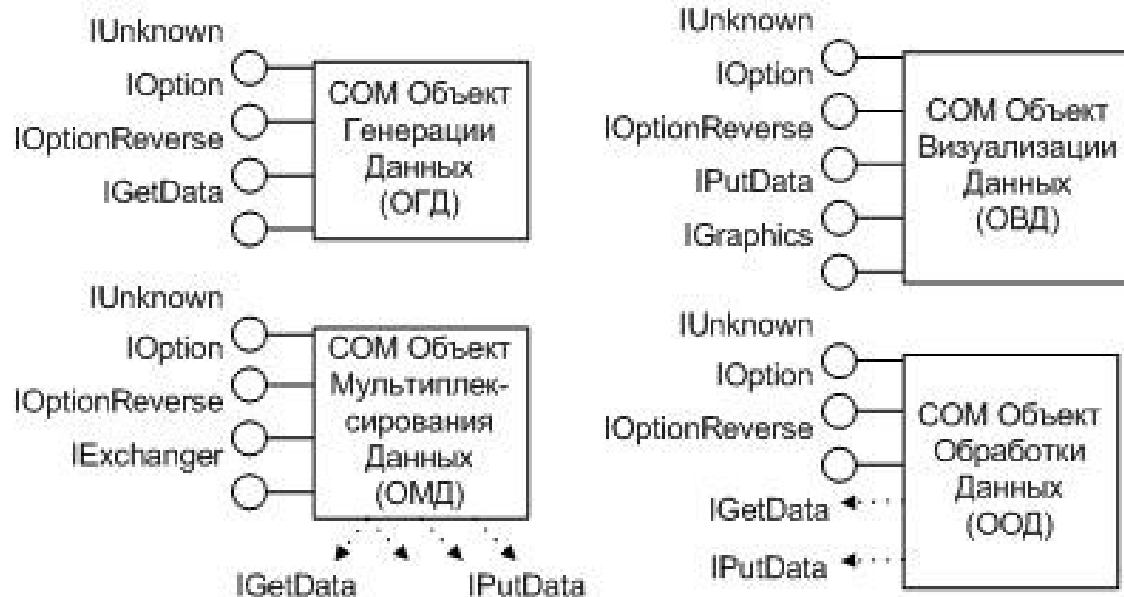 IUnknown
IOption
IOptionReverse
IGetData
COM Объект
Генерации
Данных
(ОГД)
IUnknown
IOption
IOptionReverse
IPutData
IGraphics
COM Объект
Визуализации
Данных
(ОВД)
IUnknown
IOption
IOptionReverse
IExchanger
COM Объект
Мультиплек-
сирования
Данных
(ОМД)
IGetData
IPutData
IUnknown
IOption
IOptionReverse
IGetData
IPutData
COM Объект
Обработки
Данных
(ООД)